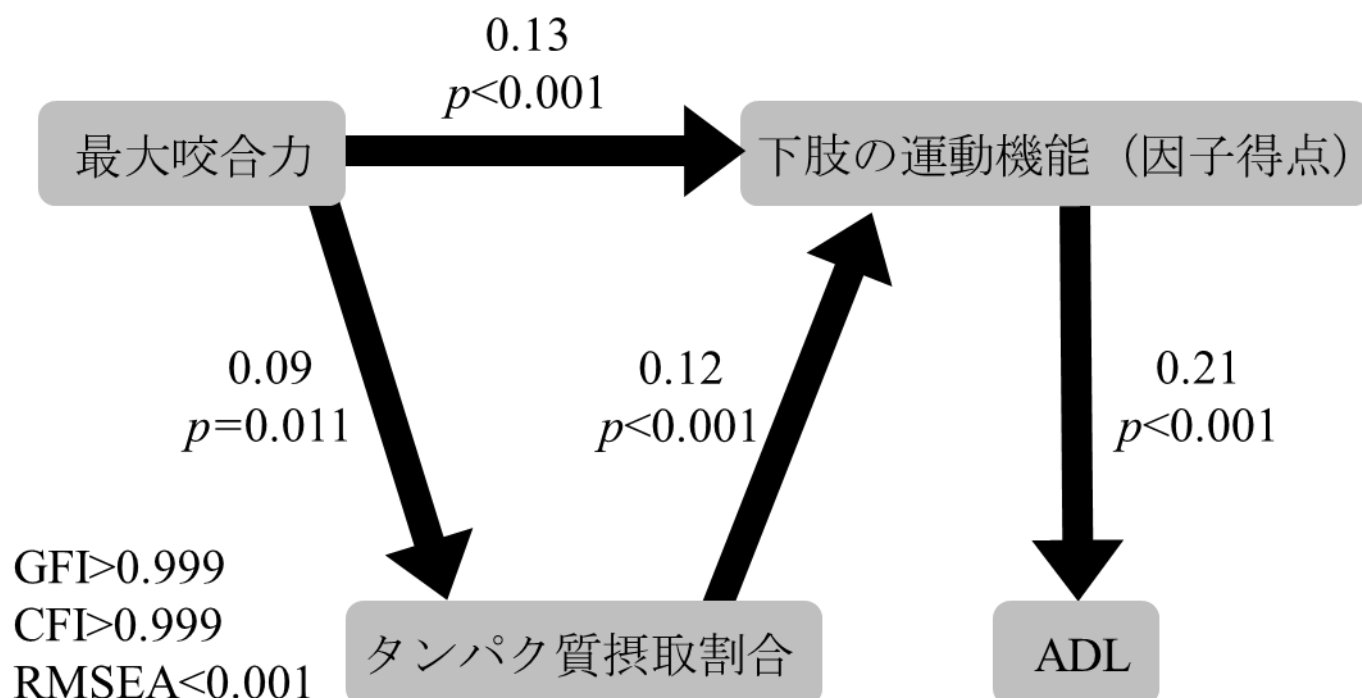 0.13
p<0.001
最大咬合力
下肢の運動機能（因子得点）
0.09
p=0.011
0.12
p<0.001
0.21
p<0.001
GFI>0.999
CFI>0.999
RMSEA<0.001
タンパク質摂取割合
ADL